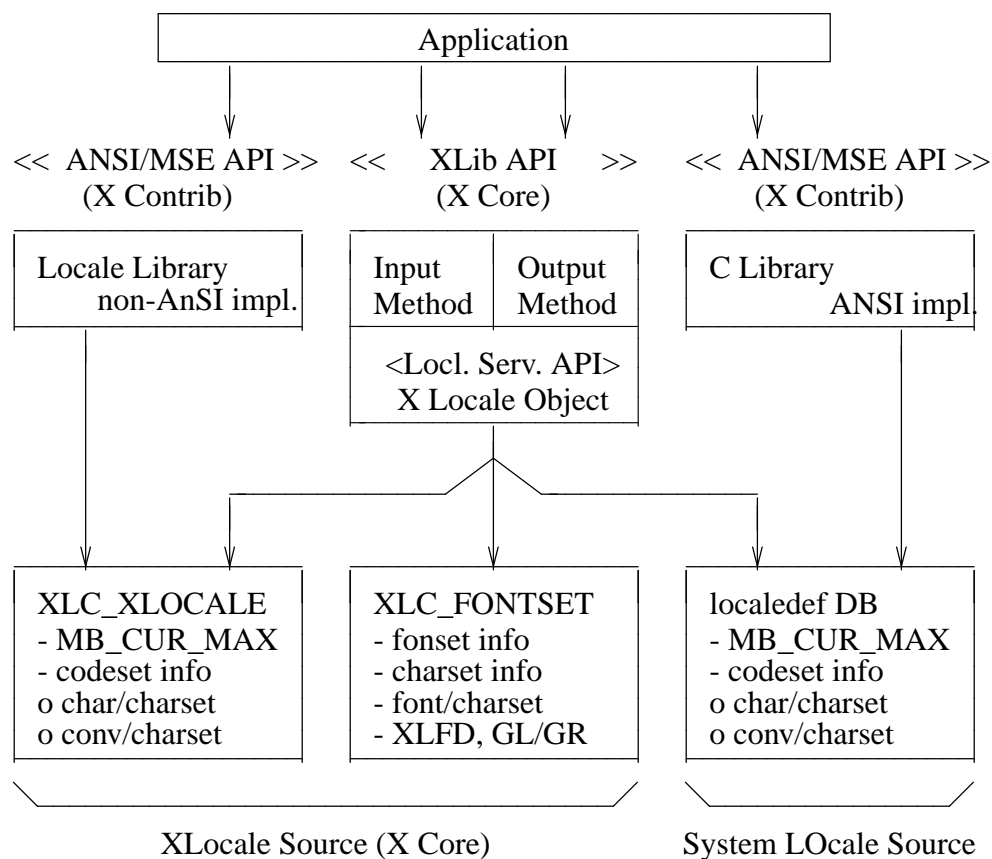 Application
<< ANSI/MSE API >>
(X Contrib)
<< XLib API >>
(X Core)
<< ANSI/MSE API >>
(X Contrib)
Locale Library
non-AnSI impl.
Input
Method
Output
Method
C Library
ANSI impl.
<Locl. Serv. API>
X Locale Object
XLC_XLOCALE
- MB_CUR_MAX
- codeset info
o char/charset
o conv/charset
XLC_FONTSET
- fonset info
- charset info
- font/charset
- XLFD, GL/GR
localedef DB
- MB_CUR_MAX
- codeset info
o char/charset
o conv/charset
XLocale Source (X Core)
System LOcale Source